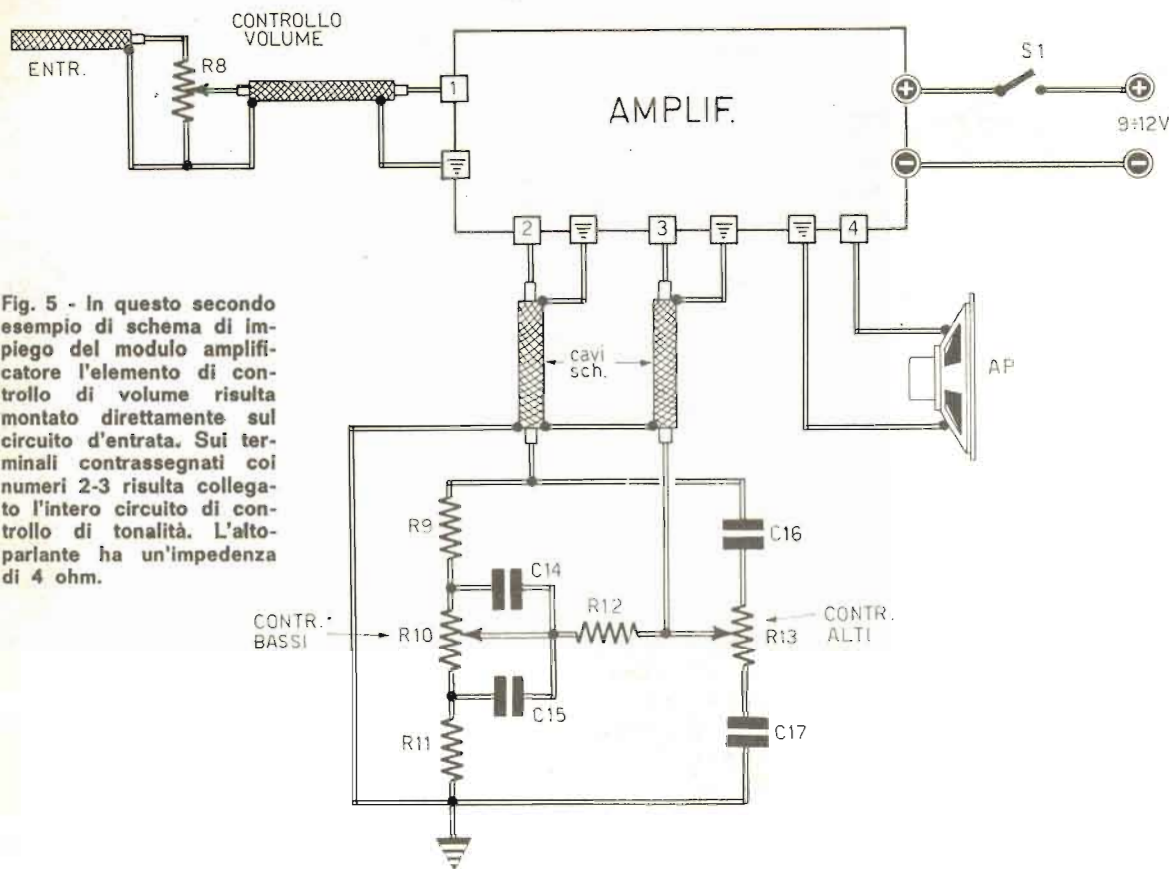 CONTROLLO
VOLUME
ENTR.
R8
1
AMPLIF.
S1
9÷12V
2
3
4
Fig. 5 - In questo secondo
esempio di schema di im-
piego del modulo amplifi-
catore l'elemento di con-
trollo di volume risulta
montato direttamente sul
circuito d'entrata. Sui ter-
minali contrassegnati coi
numeri 2-3 risulta collega-
to l'intero circuito di con-
trollo di tonalità. L'alto-
parlante ha un'impedenza
di 4 ohm.
cavi
sch.
AP
R9
C16
C14
R12
CONTR.
BASSI
R10
CONTR.
ALTI
R13
C15
R11
C17